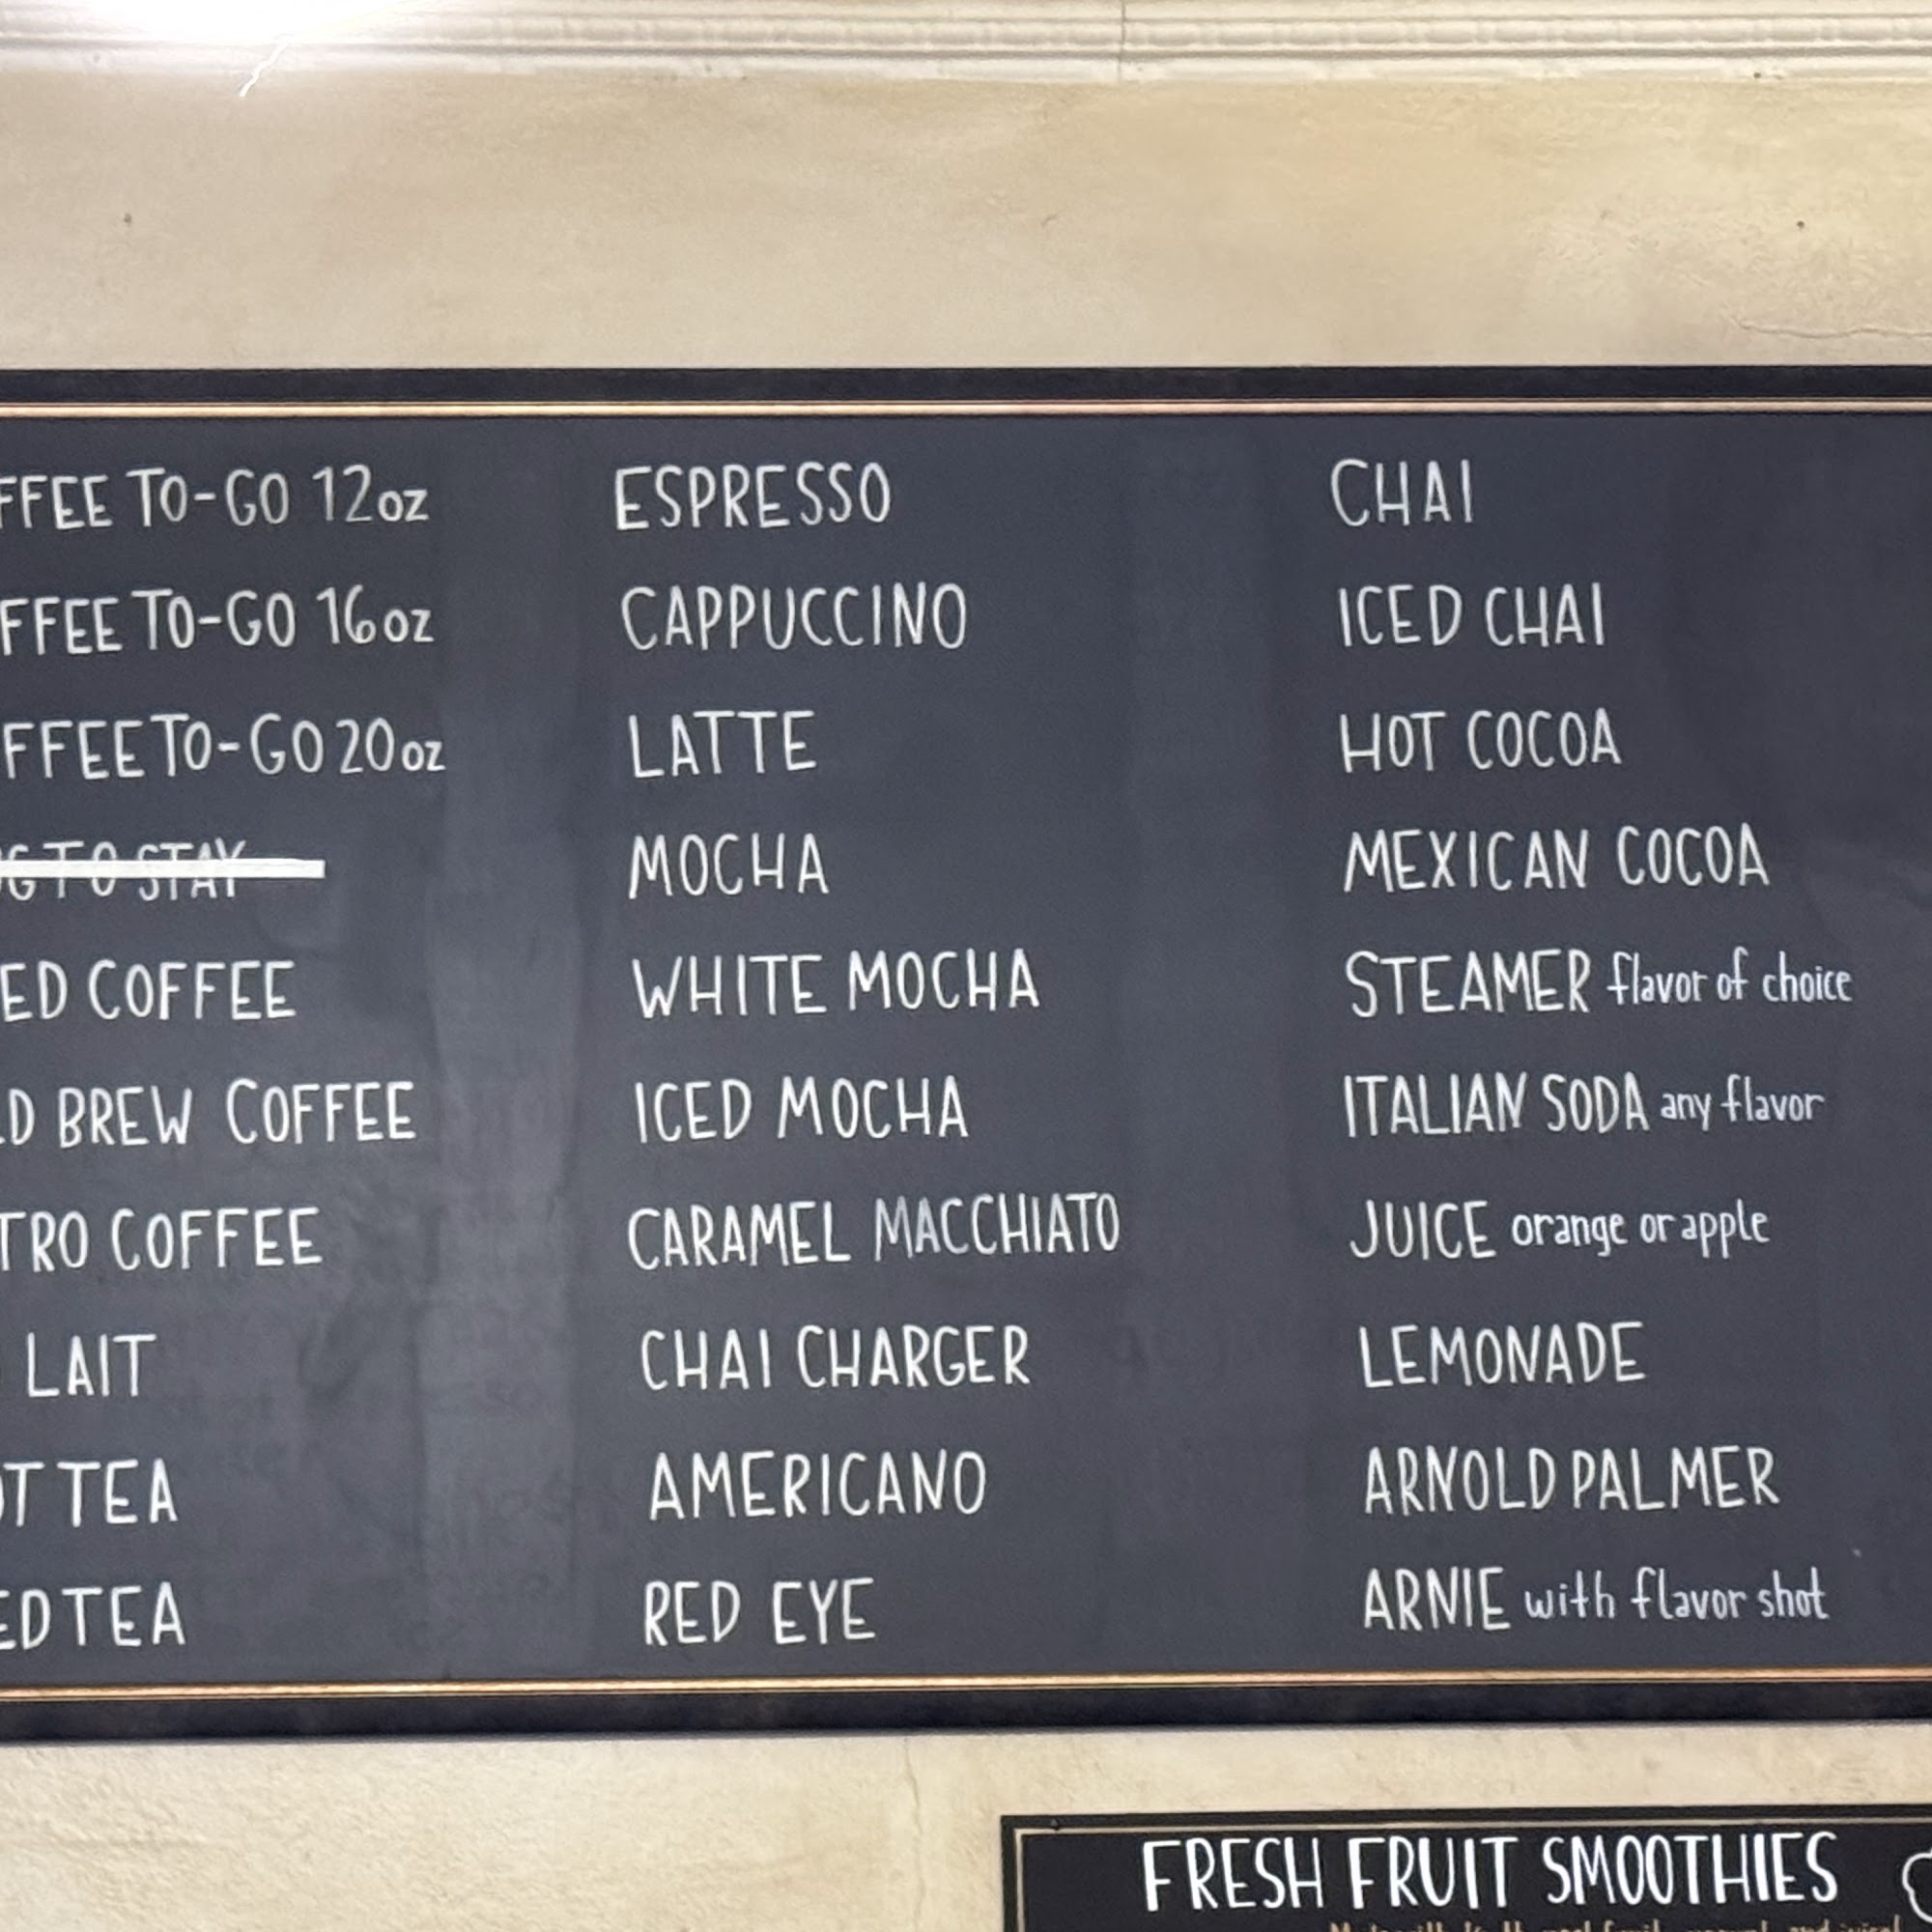 FFEE TO-GO 12oz
FFEE TO-GO 16oz
FFEE TO-GO 20oz
G TO STAY
ED COFFEE
D BREW COFFEE
TRO COFFEE
LAIT
OT TEA
ED TEA
ESPRESSO
CAPPUCCINO
LATTE
MOCHA
WHITE MOCHA
ICED MOCHA
CARAMEL MACCHIATO
CHAI CHARGER
AMERICANO
RED EYE
CHAI
ICED CHAI
HOT COCOA
MEXICAN COCOA
STEAMER flavor of choice
ITALIAN SODA any flavor
JUICE orange or apple
LEMONADE
ARNOLD PALMER
ARNIE with flavor shot
FRESH FRUIT SMOOTHIES